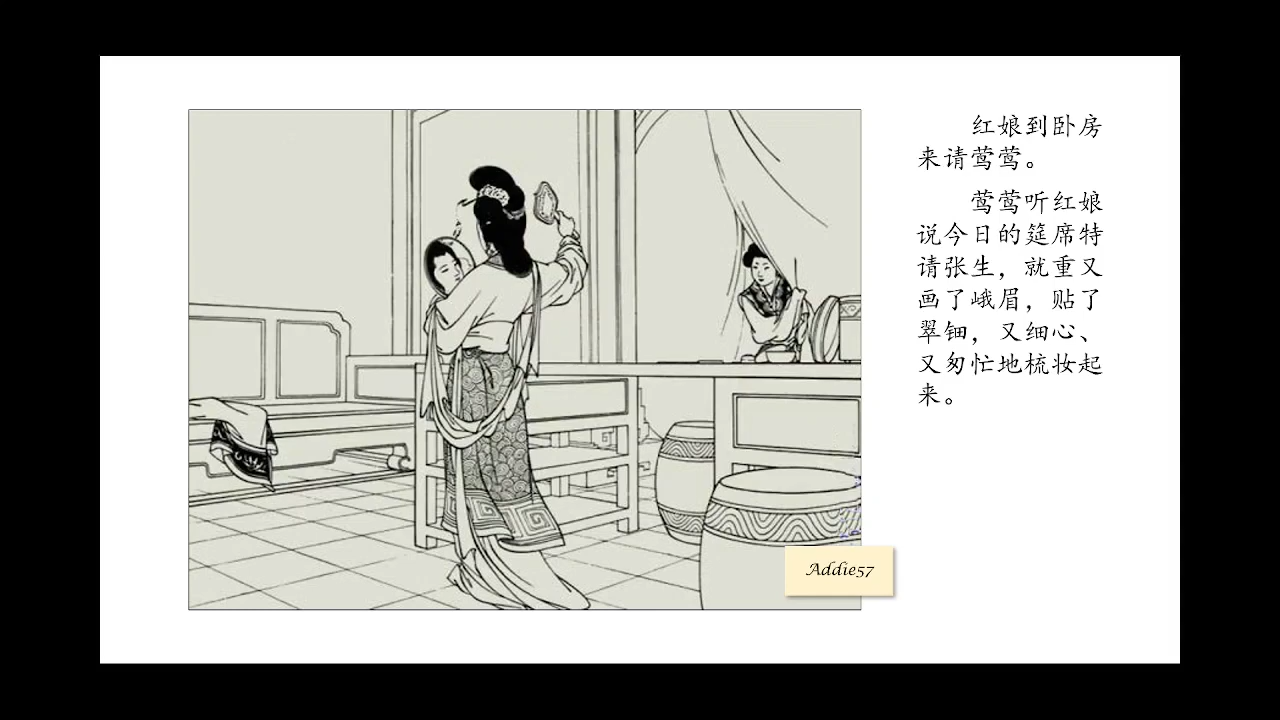 红娘到卧房
来请莺莺。
莺莺听红娘
说今日的筵席特
请张生，就重又
画了峨眉，贴了
翠钿，又细心、
又匆忙地梳妆起
来。
Addie57